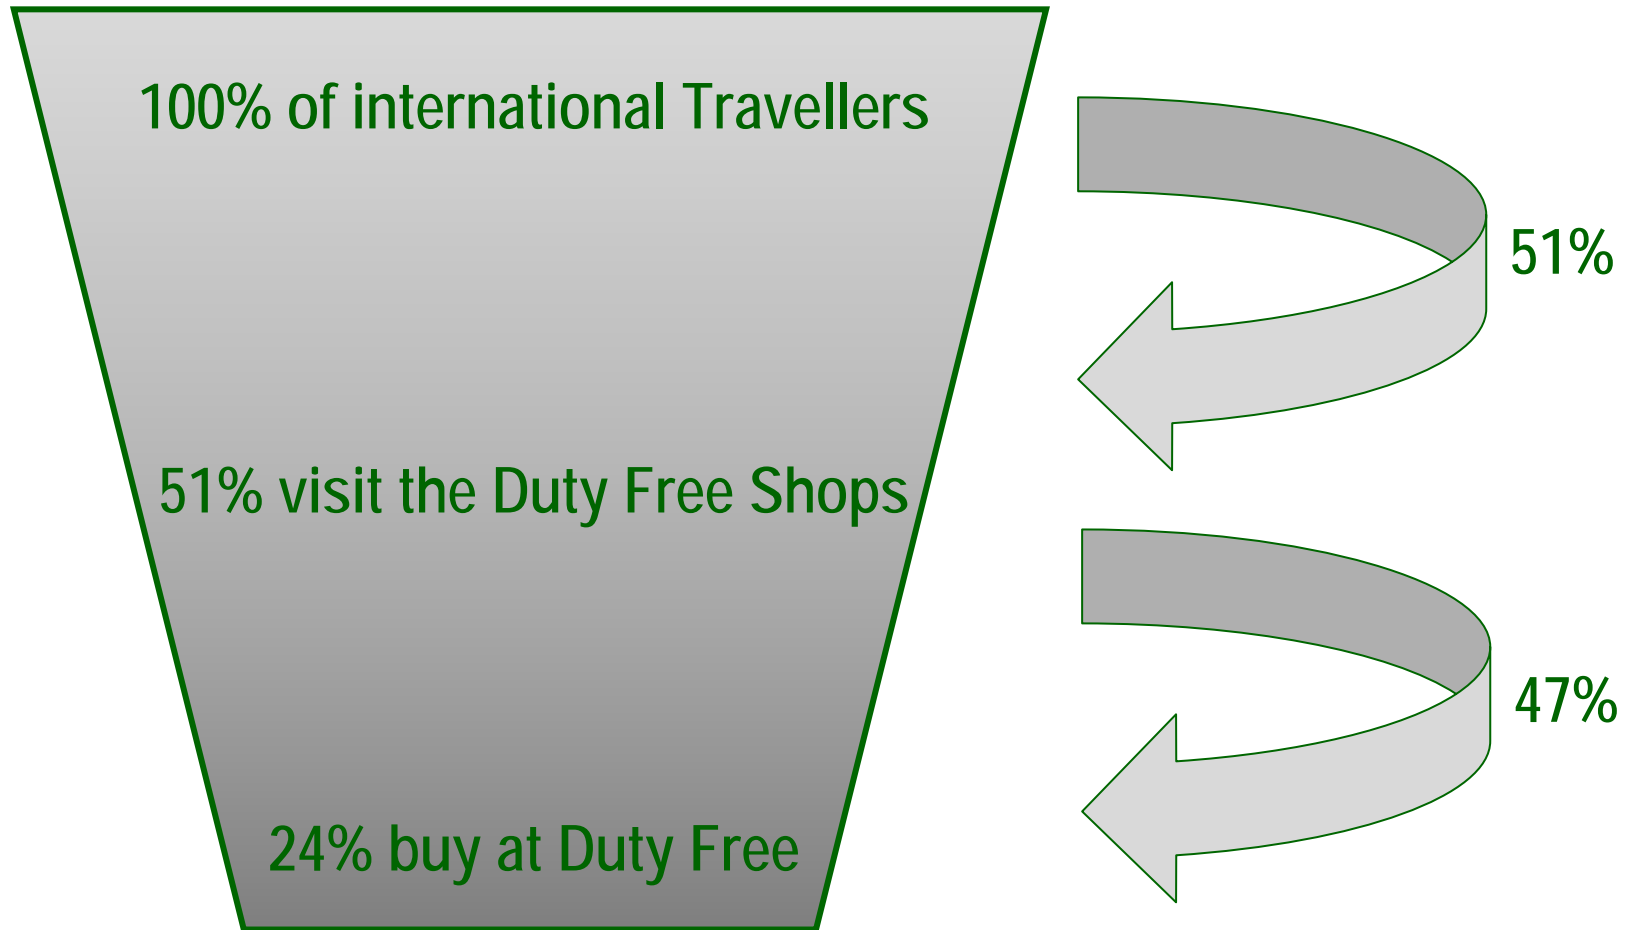 100% of international Travellers
51%
51% visit the Duty Free Shops
47%
24% buy at Duty Free